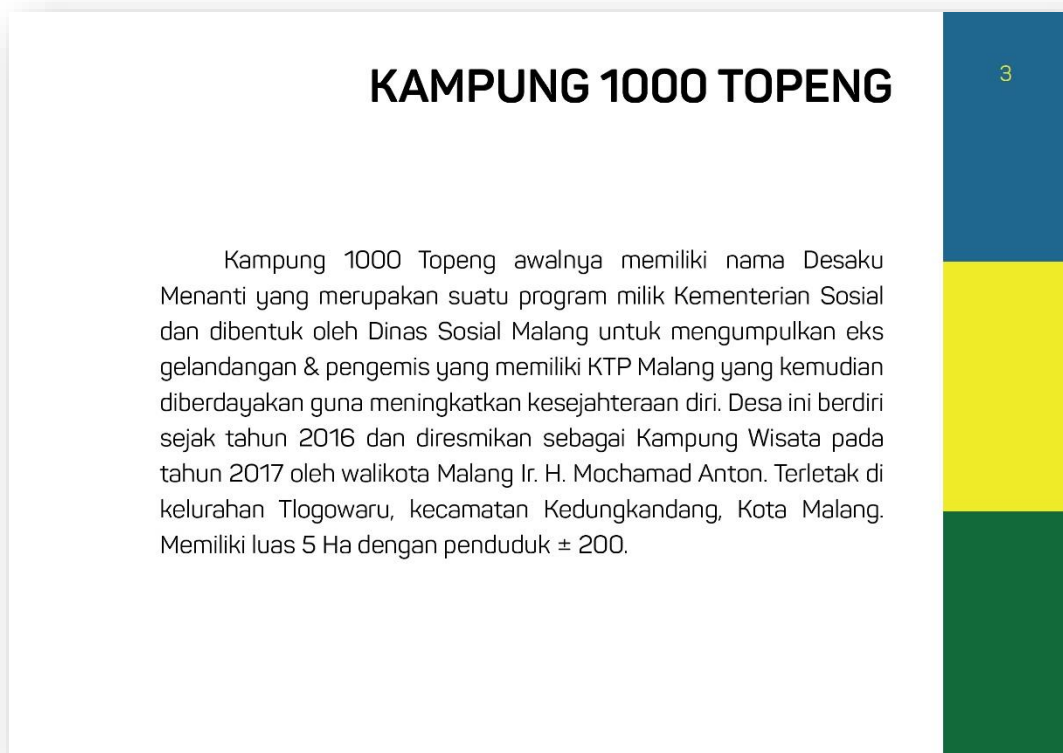 KAMPUNG 1000 TOPENG
3
Kampung 1000 Topeng awalnya memiliki nama Desaku
Menanti yang merupakan suatu program milik Kementerian Sosial
dan dibentuk oleh Dinas Sosial Malang untuk mengumpulkan eks
gelandangan & pengemis yang memiliki KTP Malang yang kemudian
diberdayakan guna meningkatkan kesejahteraan diri. Desa ini berdiri
sejak tahun 2016 dan diresmikan sebagai Kampung Wisata pada
tahun 2017 oleh walikota Malang Ir. H. Mochamad Anton. Terletak di
kelurahan Tlogowaru, kecamatan Kedungkandang, Kota Malang.
Memiliki luas 5 Ha dengan penduduk ± 200.